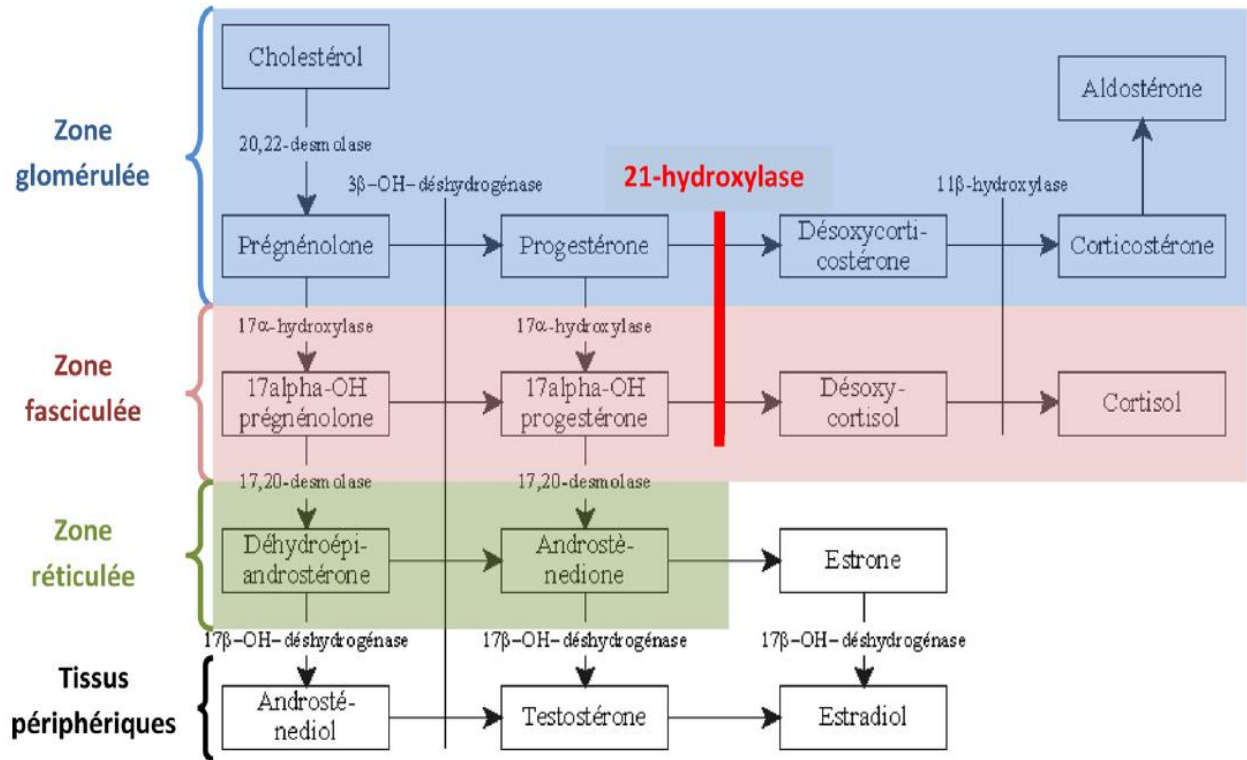 Cholestérol
Aldostérone
Zone
glomérulée
20,22-desmolase
3β-OH-déshydrogénase
21-hydroxylase
11β-hydroxylase
Prégnénolone
Progestérone
Désoxycorti-
costérone
Corticostérone
17α-hydroxylase
17α-hydroxylase
Zone
fasciculée
17alpha-OH
prégnénolone
17alpha-OH
progestérone
Désoxy-
cortisol
Cortisol
17,20-desmolase
17,20-desmolase
Zone
réticulée
Déhydroépi-
androstérone
Androstè-
nedione
Estrone
17β-OH-déshydrogénase
17β-OH-déshydrogénase
17β-OH-déshydrogénase
Tissus
périphériques
Androsté-
nediol
Testostérone
Estradiol